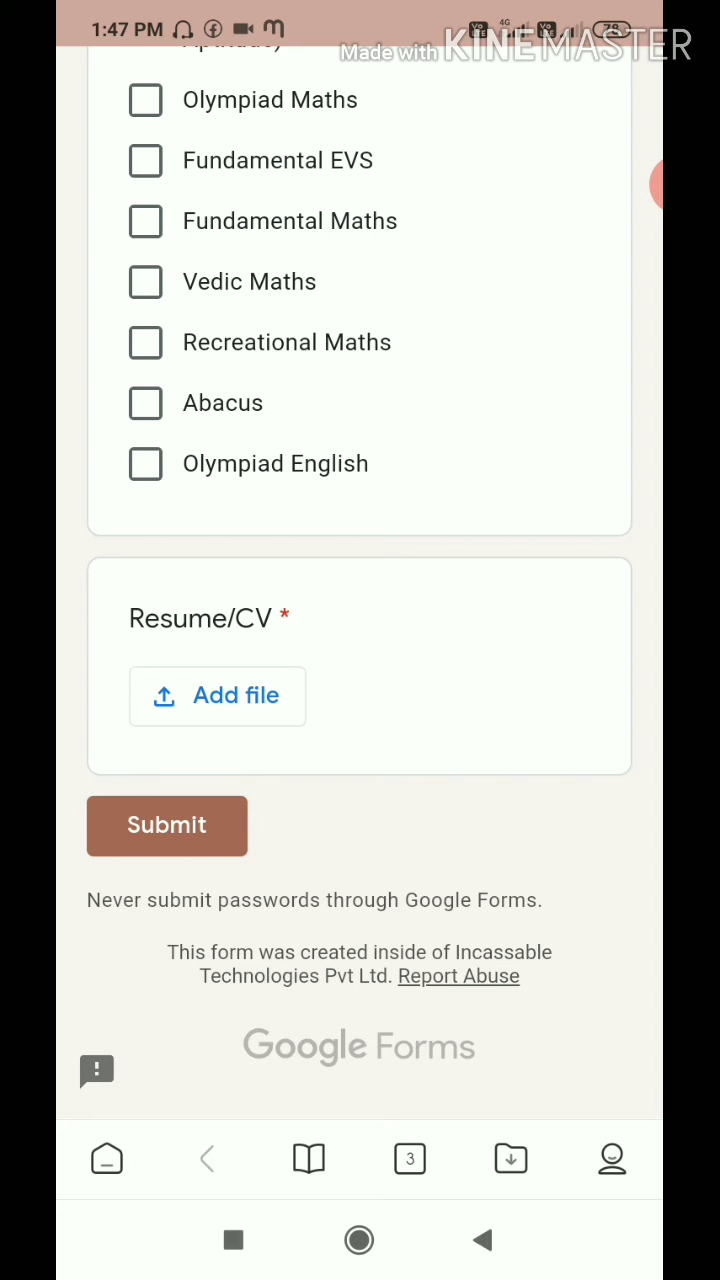 1:47 PM
4G
78
Made with KINEMASTER
Olympiad Maths
Fundamental EVS
Fundamental Maths
Vedic Maths
Recreational Maths
Abacus
Olympiad English
Resume/CV *
Add file
Submit
Never submit passwords through Google Forms.
This form was created inside of Incassable
Technologies Pvt Ltd. Report Abuse
Google Forms
3